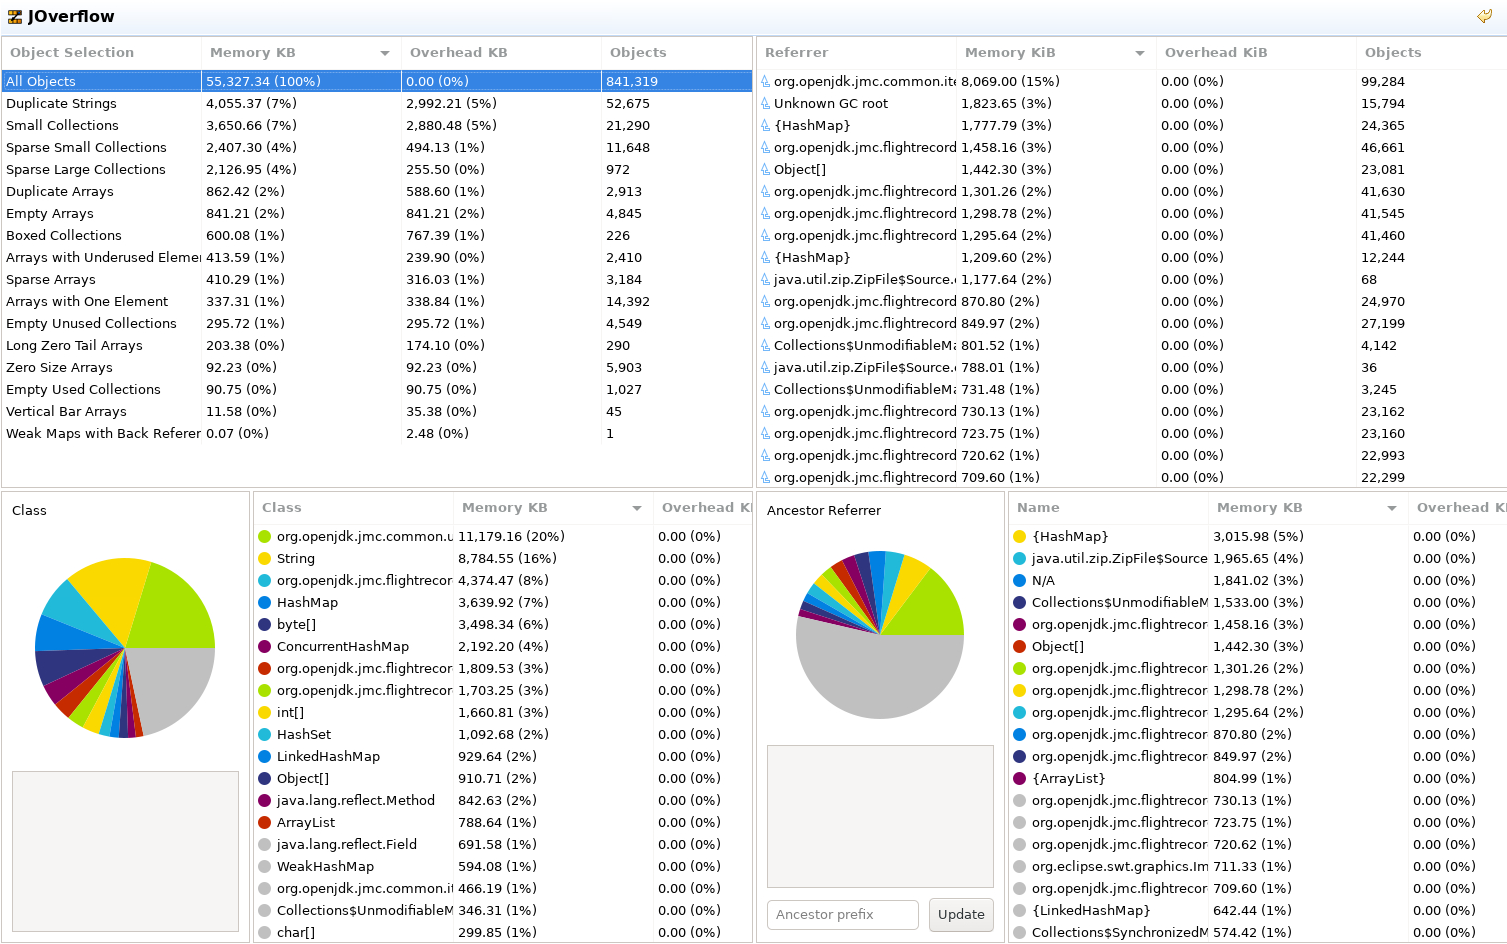 JOverflow
Object Selection Memory KB Overhead KB Objects
All Objects 55,327.34 (100%) 0.00 (0%) 841,319
Duplicate Strings 4,055.37 (7%) 2,992.21 (5%) 52,675
Small Collections 3,650.66 (7%) 2,880.48 (5%) 21,290
Sparse Small Collections 2,407.30 (4%) 494.13 (1%) 11,648
Sparse Large Collections 2,126.95 (4%) 255.50 (0%) 972
Duplicate Arrays 862.42 (2%) 588.60 (1%) 2,913
Empty Arrays 841.21 (2%) 841.21 (2%) 4,845
Boxed Collections 600.08 (1%) 767.39 (1%) 226
Arrays with Underused Eleme 413.59 (1%) 239.90 (0%) 2,410
Sparse Arrays 410.29 (1%) 316.03 (1%) 3,184
Arrays with One Element 337.31 (1%) 338.84 (1%) 14,392
Empty Unused Collections 295.72 (1%) 295.72 (1%) 4,549
Long Zero Tail Arrays 203.38 (0%) 174.10 (0%) 290
Zero Size Arrays 92.23 (0%) 92.23 (0%) 5,903
Empty Used Collections 90.75 (0%) 90.75 (0%) 1,027
Vertical Bar Arrays 11.58 (0%) 35.38 (0%) 45
Weak Maps with Back Referer 0.07 (0%) 2.48 (0%) 1
Referrer Memory KiB Overhead KiB Objects
org.openjdk.jmc.common.ite 8,069.00 (15%) 0.00 (0%) 99,284
Unknown GC root 1,823.65 (3%) 0.00 (0%) 15,794
{HashMap} 1,777.79 (3%) 0.00 (0%) 24,365
org.openjdk.jmc.flightrecord 1,458.16 (3%) 0.00 (0%) 46,661
Object[] 1,442.30 (3%) 0.00 (0%) 23,081
org.openjdk.jmc.flightrecord 1,301.26 (2%) 0.00 (0%) 41,630
org.openjdk.jmc.flightrecord 1,298.78 (2%) 0.00 (0%) 41,545
org.openjdk.jmc.flightrecord 1,295.64 (2%) 0.00 (0%) 41,460
{HashMap} 1,209.60 (2%) 0.00 (0%) 12,244
java.util.zip.ZipFile$Source. 1,177.64 (2%) 0.00 (0%) 68
org.openjdk.jmc.flightrecord 870.80 (2%) 0.00 (0%) 24,970
org.openjdk.jmc.flightrecord 849.97 (2%) 0.00 (0%) 27,199
Collections$UnmodifiableMa 801.52 (1%) 0.00 (0%) 4,142
java.util.zip.ZipFile$Source. 788.01 (1%) 0.00 (0%) 36
Collections$UnmodifiableMa 731.48 (1%) 0.00 (0%) 3,245
org.openjdk.jmc.flightrecord 730.13 (1%) 0.00 (0%) 23,162
org.openjdk.jmc.flightrecord 723.75 (1%) 0.00 (0%) 23,160
org.openjdk.jmc.flightrecord 720.62 (1%) 0.00 (0%) 22,993
org.openjdk.jmc.flightrecord 709.60 (1%) 0.00 (0%) 22,299
Class
Class Memory KB Overhead K
org.openjdk.jmc.common.u 11,179.16 (20%) 0.00 (0%)
String 8,784.55 (16%) 0.00 (0%)
org.openjdk.jmc.flightrecor 4,374.47 (8%) 0.00 (0%)
HashMap 3,639.92 (7%) 0.00 (0%)
byte[] 3,498.34 (6%) 0.00 (0%)
ConcurrentHashMap 2,192.20 (4%) 0.00 (0%)
org.openjdk.jmc.flightrecor 1,809.53 (3%) 0.00 (0%)
org.openjdk.jmc.flightrecor 1,703.25 (3%) 0.00 (0%)
int[] 1,660.81 (3%) 0.00 (0%)
HashSet 1,092.68 (2%) 0.00 (0%)
LinkedHashMap 929.64 (2%) 0.00 (0%)
Object[] 910.71 (2%) 0.00 (0%)
java.lang.reflect.Method 842.63 (2%) 0.00 (0%)
ArrayList 788.64 (1%) 0.00 (0%)
java.lang.reflect.Field 691.58 (1%) 0.00 (0%)
WeakHashMap 594.08 (1%) 0.00 (0%)
org.openjdk.jmc.common.it 466.19 (1%) 0.00 (0%)
Collections$UnmodifiableM 346.31 (1%) 0.00 (0%)
char[] 299.85 (1%) 0.00 (0%)
Ancestor Referrer
Ancestor prefix Update
Name Memory KB Overhead K
{HashMap} 3,015.98 (5%) 0.00 (0%)
java.util.zip.ZipFile$Source 1,965.65 (4%) 0.00 (0%)
N/A 1,841.02 (3%) 0.00 (0%)
Collections$UnmodifiableM 1,533.00 (3%) 0.00 (0%)
org.openjdk.jmc.flightrecor 1,458.16 (3%) 0.00 (0%)
Object[] 1,442.30 (3%) 0.00 (0%)
org.openjdk.jmc.flightrecor 1,301.26 (2%) 0.00 (0%)
org.openjdk.jmc.flightrecor 1,298.78 (2%) 0.00 (0%)
org.openjdk.jmc.flightrecor 1,295.64 (2%) 0.00 (0%)
org.openjdk.jmc.flightrecor 870.80 (2%) 0.00 (0%)
org.openjdk.jmc.flightrecor 849.97 (2%) 0.00 (0%)
{ArrayList} 804.99 (1%) 0.00 (0%)
org.openjdk.jmc.flightrecor 730.13 (1%) 0.00 (0%)
org.openjdk.jmc.flightrecor 723.75 (1%) 0.00 (0%)
org.openjdk.jmc.flightrecor 720.62 (1%) 0.00 (0%)
org.eclipse.swt.graphics.Im 711.33 (1%) 0.00 (0%)
org.openjdk.jmc.flightrecor 709.60 (1%) 0.00 (0%)
{LinkedHashMap} 642.44 (1%) 0.00 (0%)
Collections$SynchronizedM 574.42 (1%) 0.00 (0%)